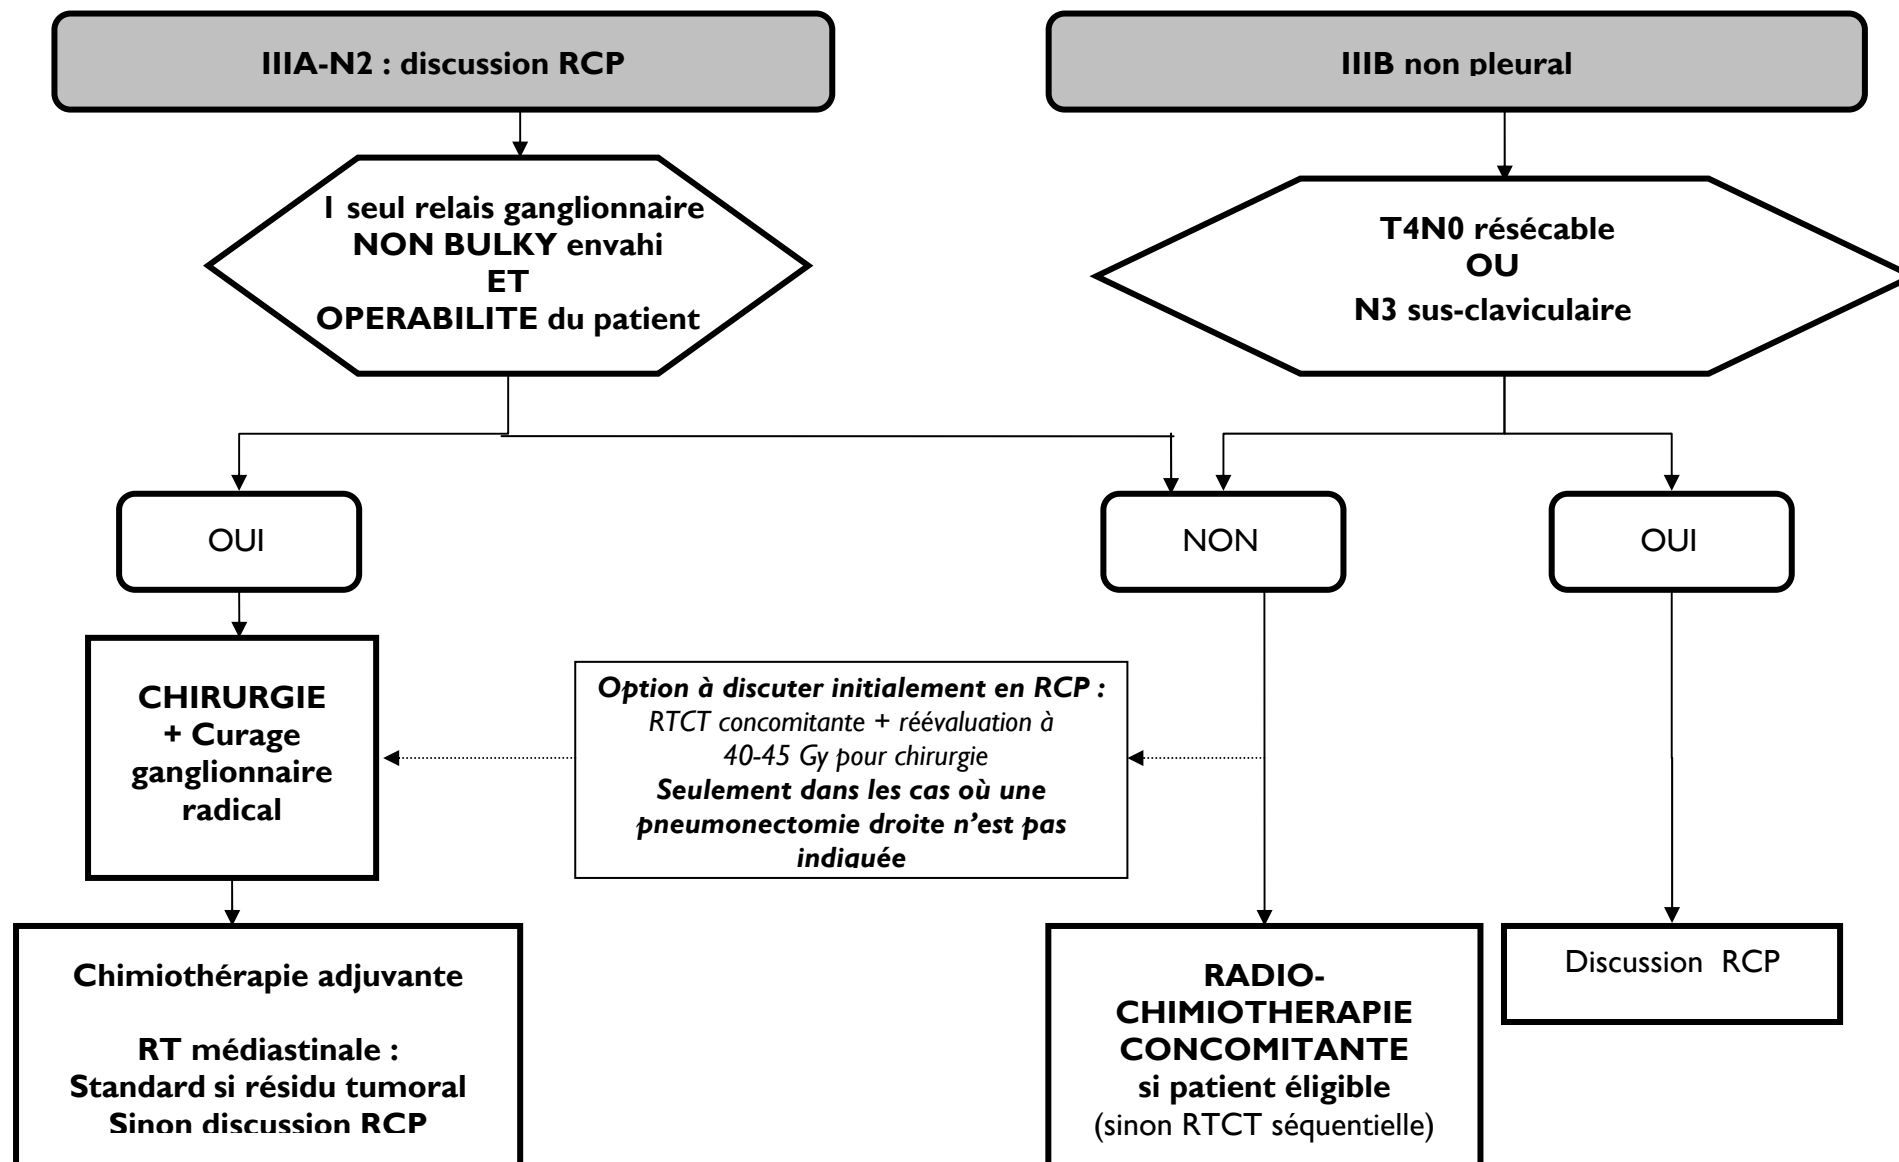 IIIA-N2 : discussion RCP
IIIB non pleural
1 seul relais ganglionnaire
NON BULKY envahi
ET
OPERABILITE du patient
T4N0 résécable
OU
N3 sus-claviculaire
OUI
NON
OUI
CHIRURGIE
+ Curage
ganglionnaire
radical
Option à discuter initialement en RCP :
RTCT concomitante + réévaluation à
40-45 Gy pour chirurgie
Seulement dans les cas où une
pneumonectomie droite n'est pas
indiquée
Chimiothérapie adjuvante
RT médiastinale :
Standard si résidu tumoral
Sinon discussion RCP
RADIO-
CHIMIOTHERAPIE
CONCOMITANTE
si patient éligible
(sinon RTCT séquentielle)
Discussion RCP